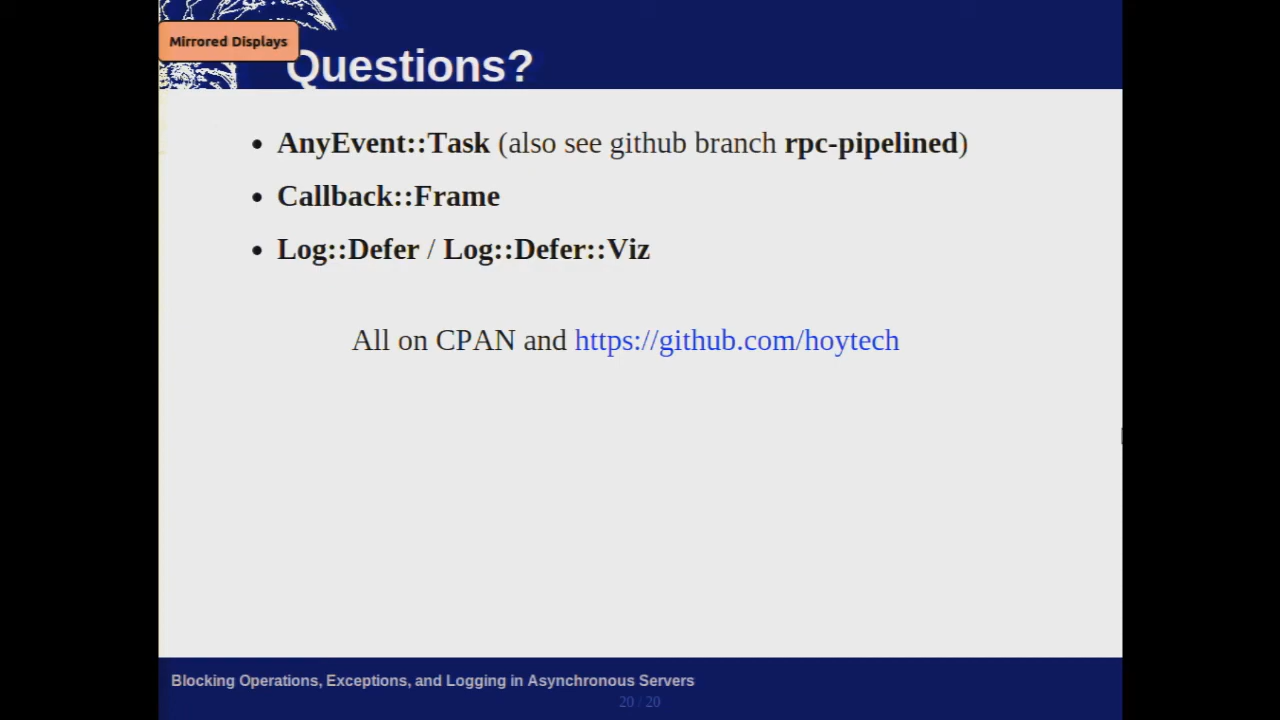 Mirrored Displays
Questions?
• AnyEvent::Task (also see github branch rpc-pipelined)
• Callback::Frame
• Log::Defer / Log::Defer::Viz
All on CPAN and https://github.com/hoytech
Blocking Operations, Exceptions, and Logging in Asynchronous Servers
20 / 20